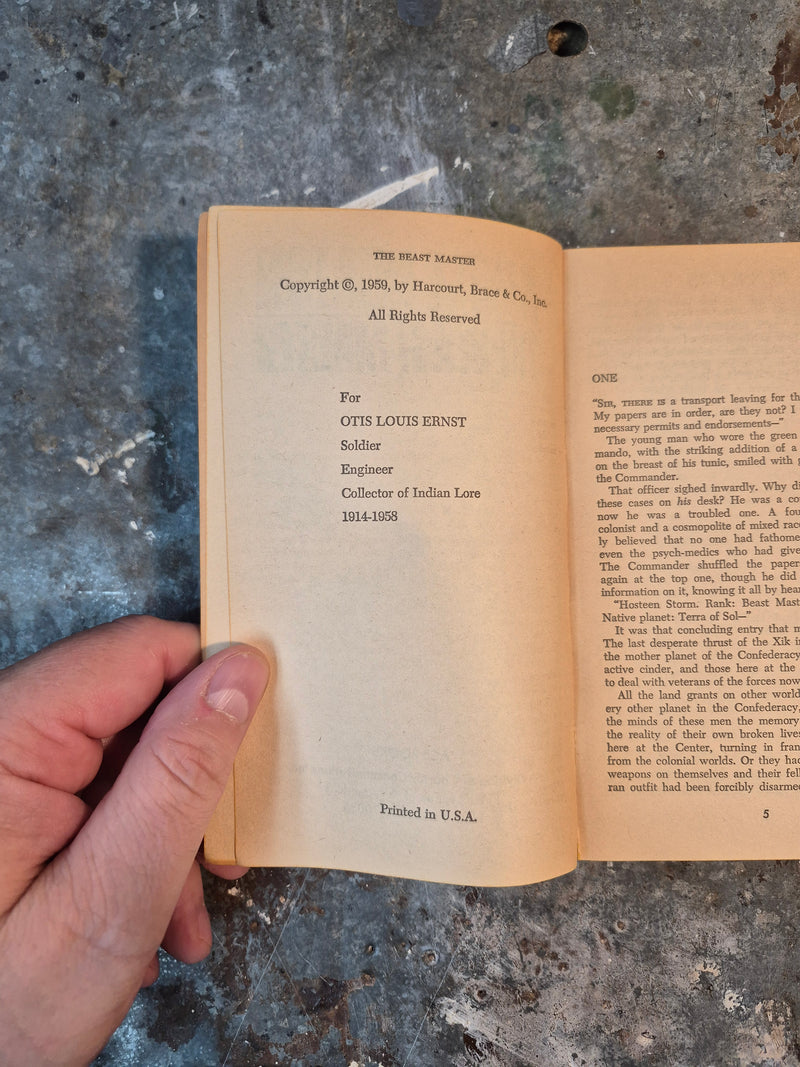 THE BEAST MASTER
Copyright ©, 1959, by Harcourt, Brace & Co., Inc.
All Rights Reserved
For
OTIS LOUIS ERNST
Soldier
Engineer
Collector of Indian Lore
1914-1958
Printed in U.S.A.
ONE
"SIR, THERE IS a transport leaving for
My papers are in order, are they not? I
necessary permits and endorsements—"
The young man who wore the green
mando, with the striking addition of a
on the breast of his tunic, smiled with
the Commander.
That officer sighed inwardly. Why
these cases on his desk? He was a
now he was a troubled one. A
colonist and a cosmopolite of mixed
ly believed that no one had
even the psych-medics who had
The Commander shuffled the
again at the top one, though he did
information on it, knowing it all by
"Hosteen Storm. Rank: Beast
Native planet: Terra of Sol—"
It was that concluding entry that
The last desperate thrust of the Xik
the mother planet of the Confederacy
active cinder, and those here at the
to deal with veterans of the forces
All the land grants on other
ery other planet in the Confederacy,
the minds of these men the memory
the reality of their own broken
here at the Center, turning in
from the colonial worlds. Or they
weapons on themselves and their
ran outfit had been forcibly
5